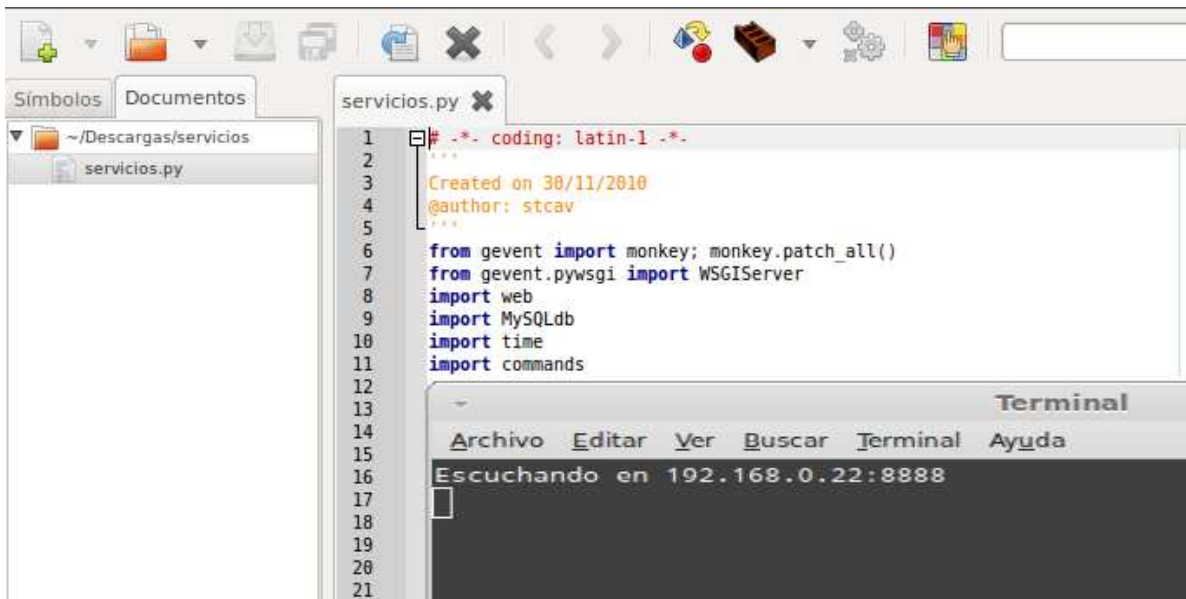 Símbolos Documentos
~/Descargas/servicios
servicios.py
servicios.py
1 # -*- coding: latin-1 -*-
2 '''
3 Created on 30/11/2010
4 @author: stcav
5 '''
6 from gevent import monkey; monkey.patch_all()
7 from gevent.pywsgi import WSGIServer
8 import web
9 import MySQLdb
10 import time
11 import commands
12
13
14
15
16
17
18
19
20
21
Terminal
Archivo Editar Ver Buscar Terminal Ayuda
Escuchando en 192.168.0.22:8888